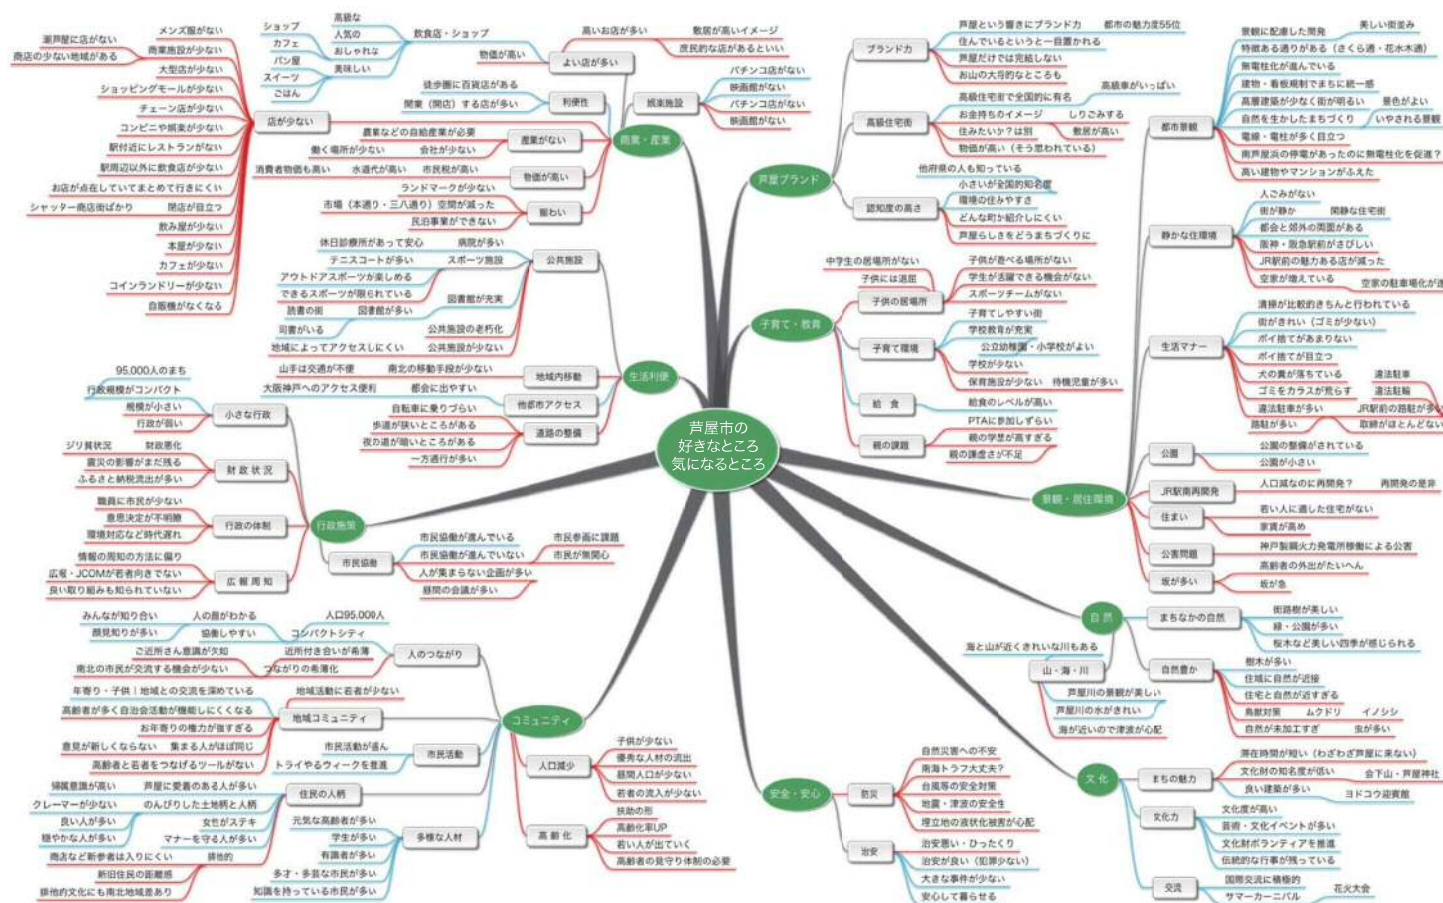 芦屋市の
好きなところ
気になるところ
商業・産業
店が少ない
メンズ服がない
潮芦屋に店がない
商業施設が少ない
商店の少ない地域がある
大型店が少ない
ショッピングモールが少ない
チェーン店が少ない
コンビニや娯楽が少ない
駅付近にレストランがない
駅周辺以外に飲食店が少ない
お店が点在していてまとめて行きにくい
シャッター商店街ばかり 閉店が目立つ
飲み屋が少ない
本屋が少ない
カフェが少ない
コインランドリーが少ない
自販機がなくなる
よい店が多い
飲食店・ショップ
高級な
人気の
おしゃれな
美味しい
ショップ
カフェ
パン屋
スイーツ
ごはん
物価が高い
高いお店が多い 敷居が高いイメージ
庶民的な店があるといい
利便性
徒歩圏に百貨店がある
開業（開店）する店が多い
娯楽施設
パチンコ店がない
映画館がない
パチンコ店がない
映画館がない
産業がない
農業などの自給産業が必要
働く場所が少ない 会社が少ない
物価が高い
消費者物価も高い 水道代が高い 市民税が高い
賑わい
ランドマークが少ない
市場（本通り・三八通り）空間が減った
民泊事業ができない
生活利便
公共施設
休日診療所があって安心 病院が多い
テニスコートが多い スポーツ施設
アウトドアスポーツが楽しめる
できるスポーツが限られている
図書館が充実
読書の街 図書館が多い
司書がいる
公共施設の老朽化
地域によってアクセスしにくい 公共施設が少ない
地域内移動
山手は交通が不便 南北の移動手段が少ない
他都市アクセス
大阪神戸へのアクセス便利 都会に出やすい
道路の整備
自転車に乗りづらい
歩道が狭いところがある
夜の道が暗いところがある
一方通行が多い
行政施策
小さな行政
95,000人のまち
行政規模がコンパクト
規模が小さい
行政が弱い
財政状況
ジリ貧状況 財政悪化
震災の影響がまだ残る
ふるさと納税流出が多い
行政の体制
職員に市民が少ない
意思決定が不明瞭
環境対応など時代遅れ
広報周知
情報の周知の方法に偏り
広報・JCOMが若者向きでない
良い取り組みも知られていない
市民協働
市民協働が進んでいる 市民参画に課題
市民協働が進んでいない 市民が無関心
人が集まらない企画が多い
昼間の会議が多い
コミュニティ
人のつながり
みんなが知り合い 人の顔がわかる 人口95,000人
顔見知りが多い 協働しやすい コンパクトシティ
ご近所さん意識が欠如 近所付き合いが希薄
南北の市民が交流する機会が少ない つながりの希薄化
地域コミュニティ
地域活動に若者が少ない
年寄り・子供｜地域との交流を深めている
高齢者が多く自治会活動が機能しにくくなる
お年寄りの権力が強すぎる
意見が新しくならない 集まる人がほぼ同じ
高齢者と若者をつなげるツールがない
市民活動
市民活動が盛ん
トライやるウィークを推進
住民の人柄
帰属意識が高い 芦屋に愛着のある人が多い
クレーマーが少ない のんびりした土地柄と人柄
良い人が多い 女性がステキ
穏やかな人が多い マナーを守る人が多い
商店など新参者は入りにくい 排他的
新旧住民の距離感
排他的文化にも南北地域差あり
多様な人材
元気な高齢者が多い
学生が多い
有識者が多い
多才・多芸な市民が多い
知識を持っている市民が多い
人口減少
子供が少ない
優秀な人材の流出
昼間人口が少ない
若者の流入が少ない
高齢化
扶助の形
高齢化率UP
若い人が出ていく
高齢者の見守り体制の必要
芦屋ブランド
ブランド力
芦屋という響きにブランド力 都市の魅力度55位
住んでいるというと一目置かれる
芦屋だけでは完結しない
お山の大将的なところも
高級住宅街
高級住宅街で全国的に有名 高級車がいっぱい
お金持ちのイメージ しりごみする
住みたいか？は別 敷居が高い
物価が高い（そう思われている）
認知度の高さ
他府県の人も知っている
小さいが全国的知名度
環境の住みやすさ
どんな町か紹介しにくい
芦屋らしさをどうまちづくりに
子育て・教育
子供の居場所
中学生の居場所がない 子供が遊べる場所がない
子供には退屈 学生が活躍できる機会がない
スポーツチームがない
子育て環境
子育てしやすい街
学校教育が充実
公立幼稚園・小学校がよい
学校が少ない
保育施設が少ない 待機児童が多い
給食
給食のレベルが高い
親の課題
PTAに参加しずらい
親の学歴が高すぎる
親の謙虚さが不足
景観・居住環境
都市景観
景観に配慮した開発 美しい街並み
特徴ある通りがある（さくら通・花水木通）
無電柱化が進んでいる
建物・看板規制でまちに統一感
高層建築が少なく街が明るい 景色がよい
自然を生かしたまちづくり いやされる景観
電線・電柱が多く目立つ
南芦屋浜の停電があったのに無電柱化を促進？
高い建物やマンションがふえた
静かな住環境
人ごみがない
街が静か 閑静な住宅街
都会と郊外の両面がある
阪神・阪急駅前がさびしい
JR駅前の魅力ある店が減った
空家が増えている 空家の駐車場化が進
生活マナー
清掃が比較的きちんと行われている
街がきれい（ゴミが少ない）
ポイ捨てがあまりない
ポイ捨てが目立つ
犬の糞が落ちている 違法駐車
ゴミをカラスが荒らす 違法駐輪
違法駐車が多い JR駅前の路駐が多い
路駐が多い 取締がほとんどない
公園
公園の整備がされている
公園が小さい
JR駅南再開発
人口減なのに再開発？ 再開発の是非
住まい
若い人に適した住宅がない
家賃が高め
公害問題
神戸製鋼火力発電所稼働による公害
坂が多い
高齢者の外出がたいへん
坂が急
自然
まちなかの自然
街路樹が美しい
緑・公園が多い
桜木など美しい四季が感じられる
山・海・川
海と山が近くきれいな川もある
芦屋川の景観が美しい
芦屋川の水がきれい
海が近いので津波が心配
自然豊か
樹木が多い
住域に自然が近接
住宅と自然が近すぎる
鳥獣対策 ムクドリ イノシシ
自然が未加工すぎ 虫が多い
文化
まちの魅力
滞在時間が短い（わざわざ芦屋に来ない）
文化財の知名度が低い 会下山・芦屋神社
良い建築が多い ヨドコウ迎賓館
文化力
文化度が高い
芸術・文化イベントが多い
文化財ボランティアを推進
伝統的な行事が残っている
交流
国際交流に積極的
サマーカーニバル 花火大会
安全・安心
防災
自然災害への不安
南海トラフ大丈夫？
台風等の安全対策
地震・津波の安全性
埋立地の液状化被害が心配
治安
治安悪い・ひったくり
治安が良い（犯罪少ない）
大きな事件が少ない
安心して暮らせる